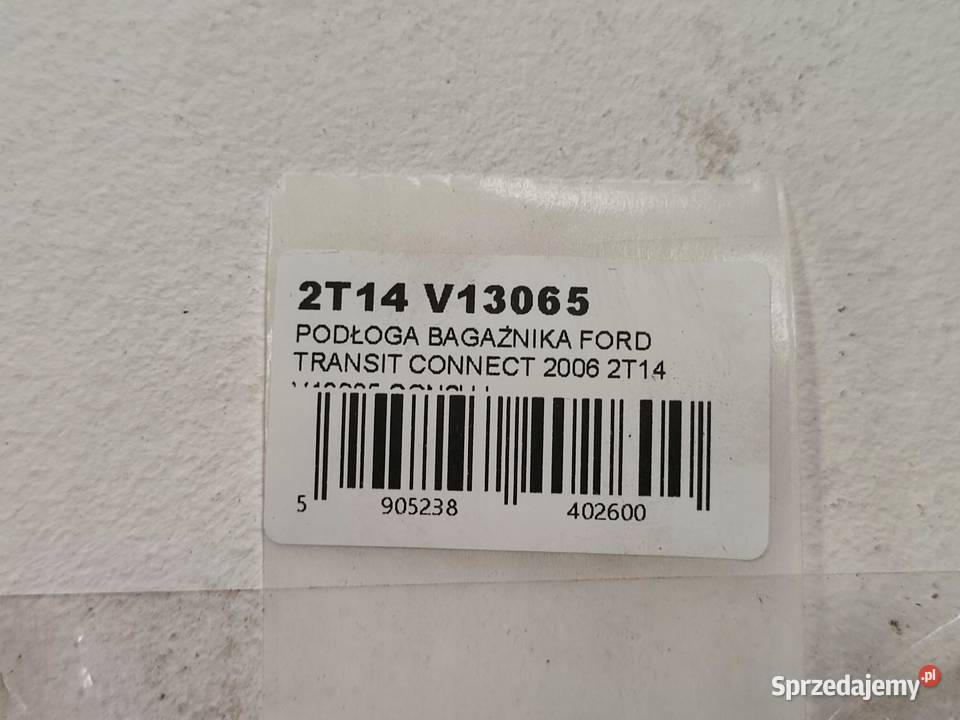 2T14 V13065
PODŁOGA BAGAŻNIKA FORD
TRANSIT CONNECT 2006 2T14
5 905238 402600
Sprzedajemy.pl